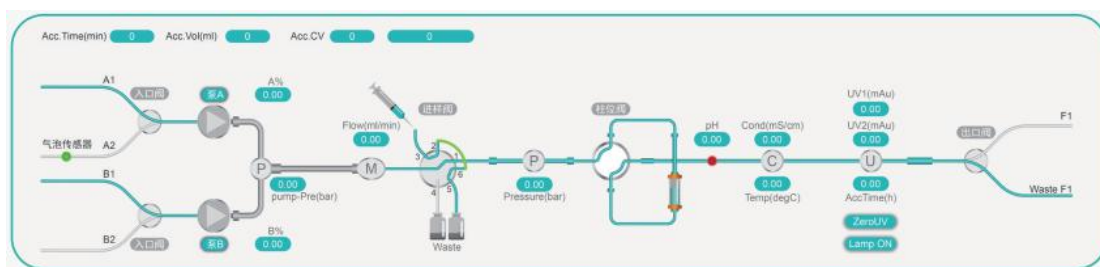 Acc.Time(min) 0 Acc.Vol(ml) 0 Acc.CV 0 0
A1
入口阀
泵A
A%
0.00
气泡传感器
A2
B1
B2
入口阀
泵B
B%
0.00
P
0.00
pump-Pre(bar)
Flow(ml/min)
0.00
M
进样阀
2
3
1
6
4
5
Waste
P
0.00
Pressure(bar)
柱位阀
pH
0.00
Cond(mS/cm)
0.00
C
0.00
Temp(degC)
UV1(mAu)
0.00
UV2(mAu)
0.00
U
0.00
AccTime(h)
ZeroUV
Lamp ON
出口阀
F1
Waste F1